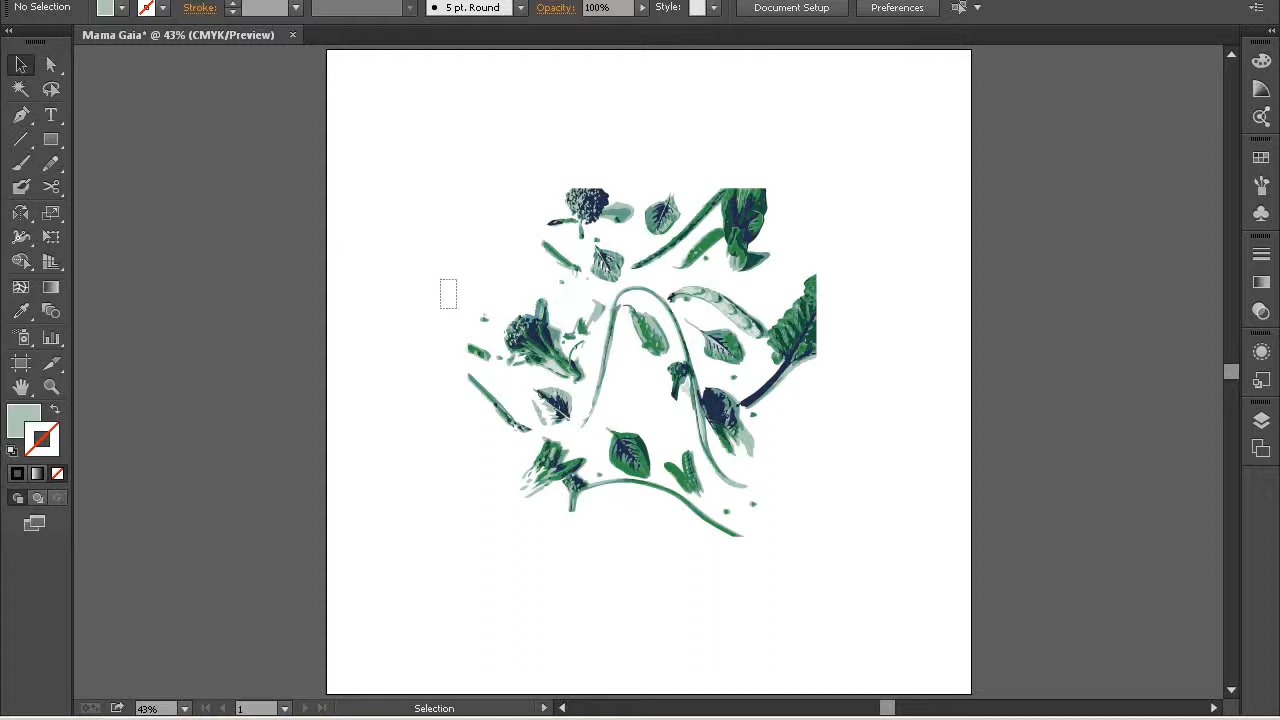 No Selection Stroke: 5 pt. Round Opacity: 100% Style: Document Setup Preferences
Mama Gaia* @ 43% (CMYK/Preview) ×
T
43% 1 Selection